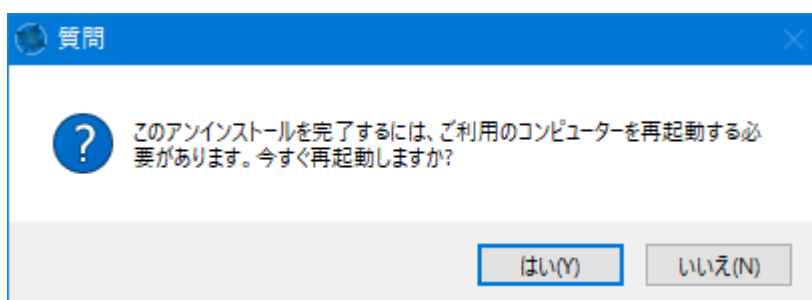 質問
このアンインストールを完了するには、ご利用のコンピューターを再起動する必
要があります。今すぐ再起動しますか?
はい(Y)
いいえ(N)